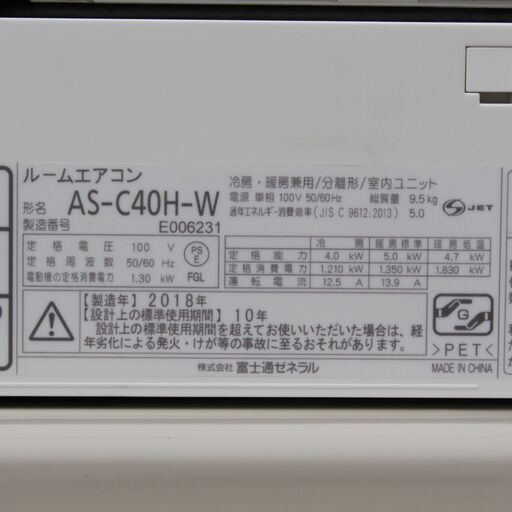 ルームエアコン
形名 AS-C40H-W
製造番号 E006231
冷房・暖房兼用/分離形/室内ユニット
電源 単相 100V 50/60Hz 総質量 9.5kg
通年エネルギー消費効率(JIS C 9612:2013) 5.0
JET
定格電圧 100 V
定格周波数 50/60 Hz
電動機の定格消費電力 1.30 kW
PS
E
FGL
冷房 暖房標準 暖房低温
定格能力 4.0 kW 5.0 kW 4.7 kW
定格消費電力 1.210 kW 1.350 kW 1.830 kW
運転電流 12.5 A 13.9 A
【製造年】2018年
【設計上の標準使用期間】10年
設計上の標準使用期間を超えてお使いいただいた場合は、経
年劣化による発火・けが等の事故に至るおそれがあります。
G
>PET<
株式会社 富士通ゼネラル
MADE IN CHINA